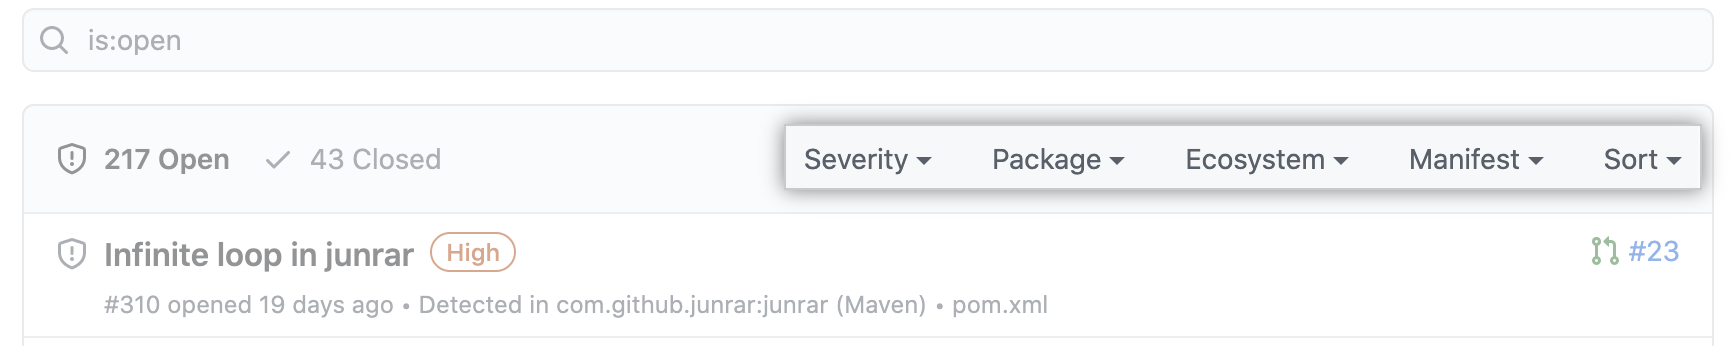 is:open
217 Open 43 Closed Severity Package Ecosystem Manifest Sort
Infinite loop in junrar High #23
#310 opened 19 days ago • Detected in com.github.junrar:junrar (Maven) • pom.xml